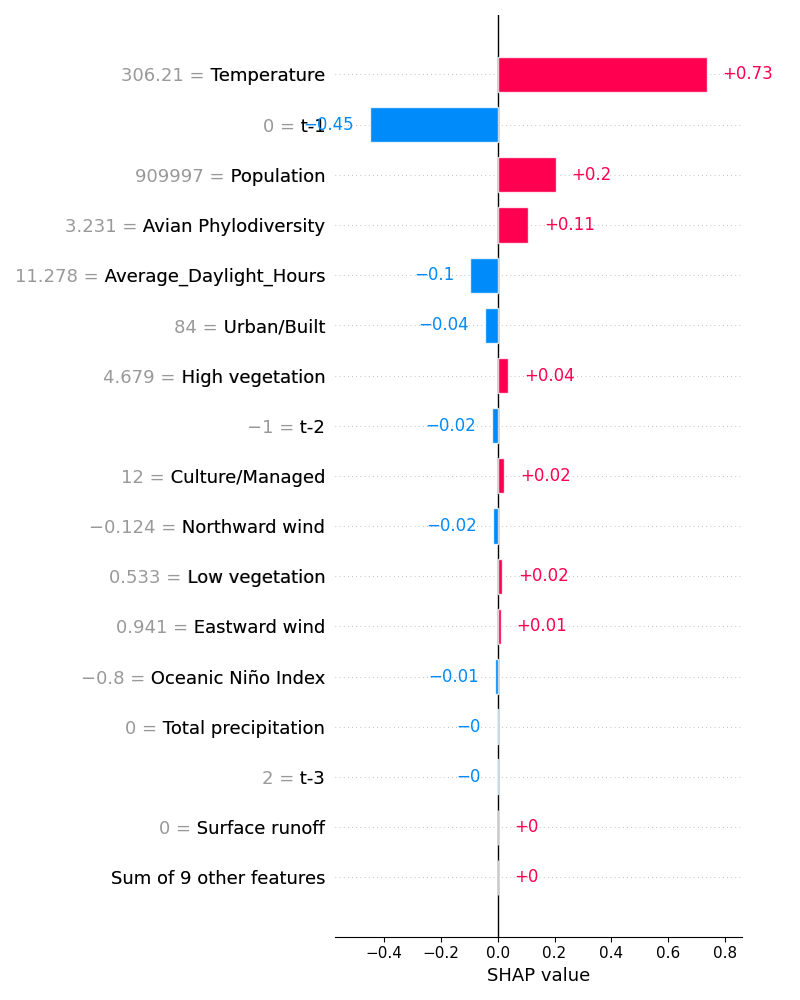 306.21 = Temperature +0.73
0 = t-1 −0.45
909997 = Population +0.2
3.231 = Avian Phylodiversity +0.11
11.278 = Average_Daylight_Hours −0.1
84 = Urban/Built −0.04
4.679 = High vegetation +0.04
−1 = t-2 −0.02
12 = Culture/Managed +0.02
−0.124 = Northward wind −0.02
0.533 = Low vegetation +0.02
0.941 = Eastward wind +0.01
−0.8 = Oceanic Niño Index −0.01
0 = Total precipitation −0
2 = t-3 −0
0 = Surface runoff +0
Sum of 9 other features +0
−0.4 −0.2 0.0 0.2 0.4 0.6 0.8
SHAP value